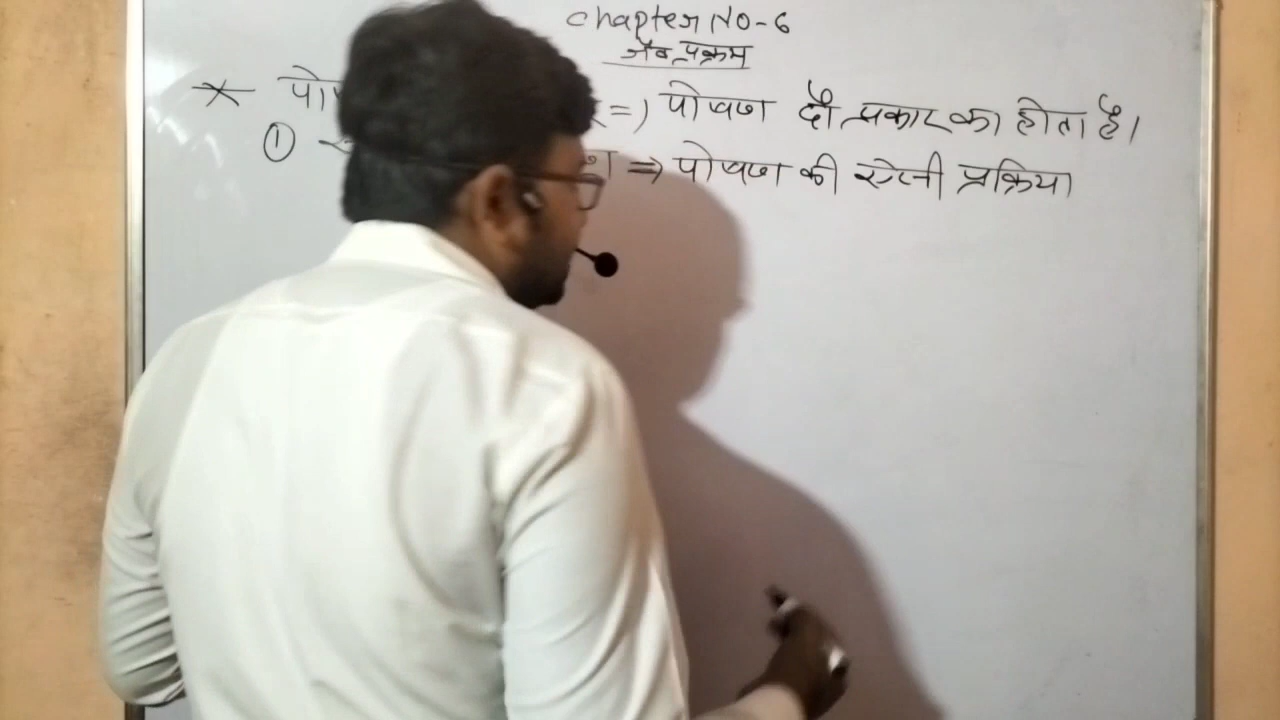 Chapter No-6
जैव प्रक्रम
* => पोषण दो प्रकार का होता है।
① => पोषण की ऐसी प्रक्रिया